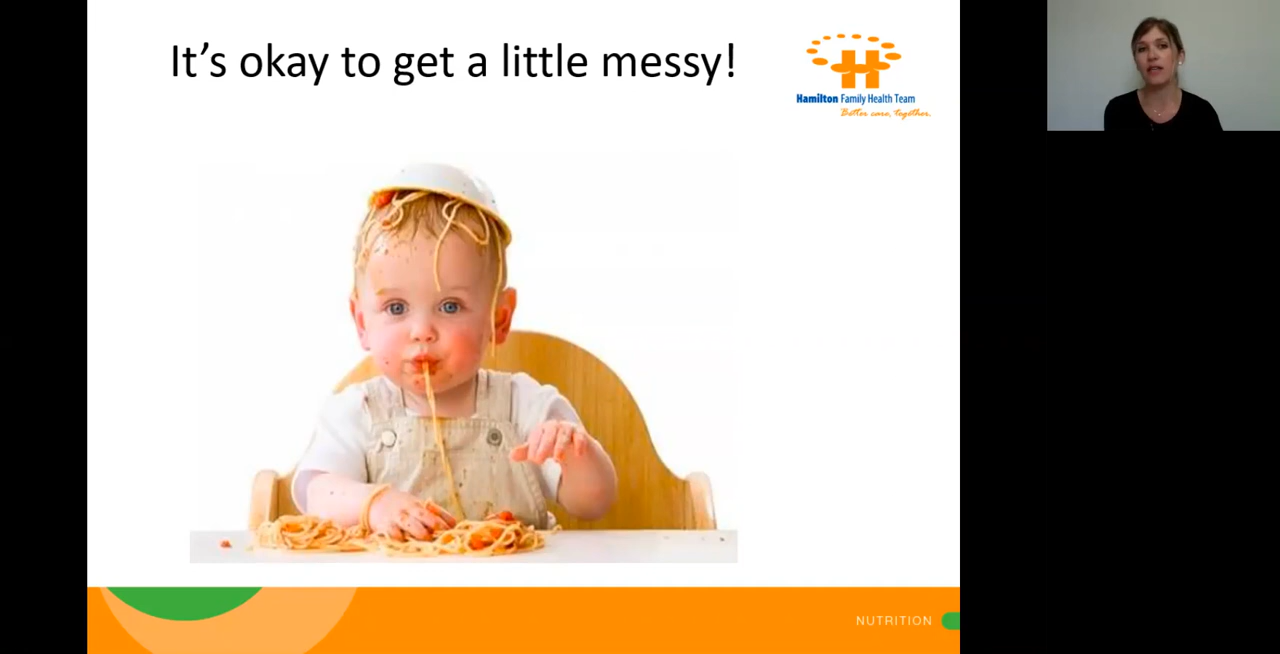 It’s okay to get a little messy!
Hamilton Family Health Team
Better care, together.
NUTRITION